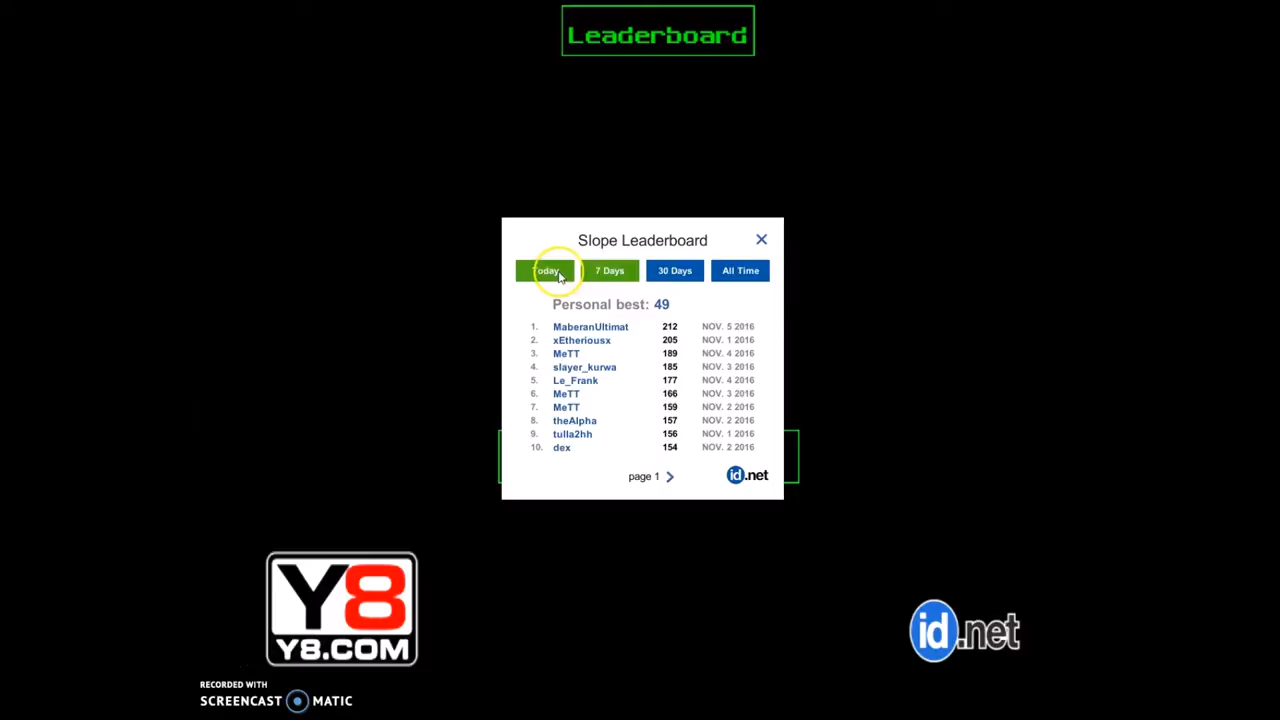 Leaderboard
Slope Leaderboard
Today 7 Days 30 Days All Time
Personal best: 49
1. MaberanUltimat 212 NOV. 5 2016
2. xEtheriousx 205 NOV. 1 2016
3. MeTT 189 NOV. 4 2016
4. slayer_kurwa 185 NOV. 3 2016
5. Le_Frank 177 NOV. 4 2016
6. MeTT 166 NOV. 3 2016
7. MeTT 159 NOV. 2 2016
8. theAlpha 157 NOV. 2 2016
9. tulla2hh 156 NOV. 1 2016
10. dex 154 NOV. 2 2016
page 1
id.net
Y8
Y8.COM
id.net
RECORDED WITH
SCREENCAST MATIC